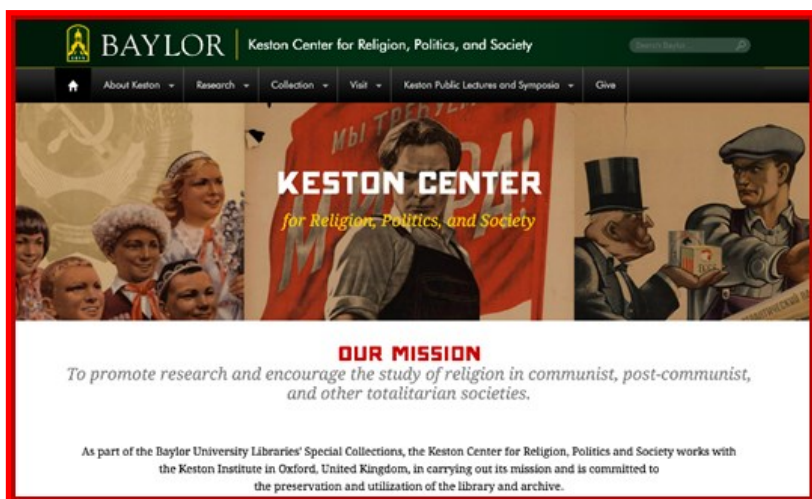 BAYLOR
Keston Center for Religion, Politics, and Society
Search Baylor
About Keston
Research
Collection
Visit
Keston Public Lectures and Symposia
Give
МЫ ТРЕБУЕМ
МИРА!
KESTON CENTER
for Religion, Politics, and Society
OUR MISSION
To promote research and encourage the study of religion in communist, post-communist,
and other totalitarian societies.
As part of the Baylor University Libraries' Special Collections, the Keston Center for Religion, Politics and Society works with
the Keston Institute in Oxford, United Kingdom, in carrying out its mission and is committed to
the preservation and utilization of the library and archive.